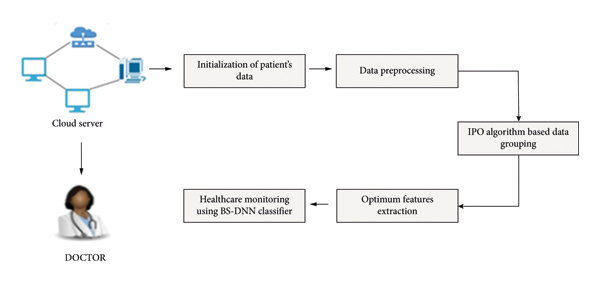 Cloud server
DOCTOR
Initialization of patient's
data
Data preprocessing
IPO algorithm based data
grouping
Optimum features
extraction
Healthcare monitoring
using BS-DNN classifier